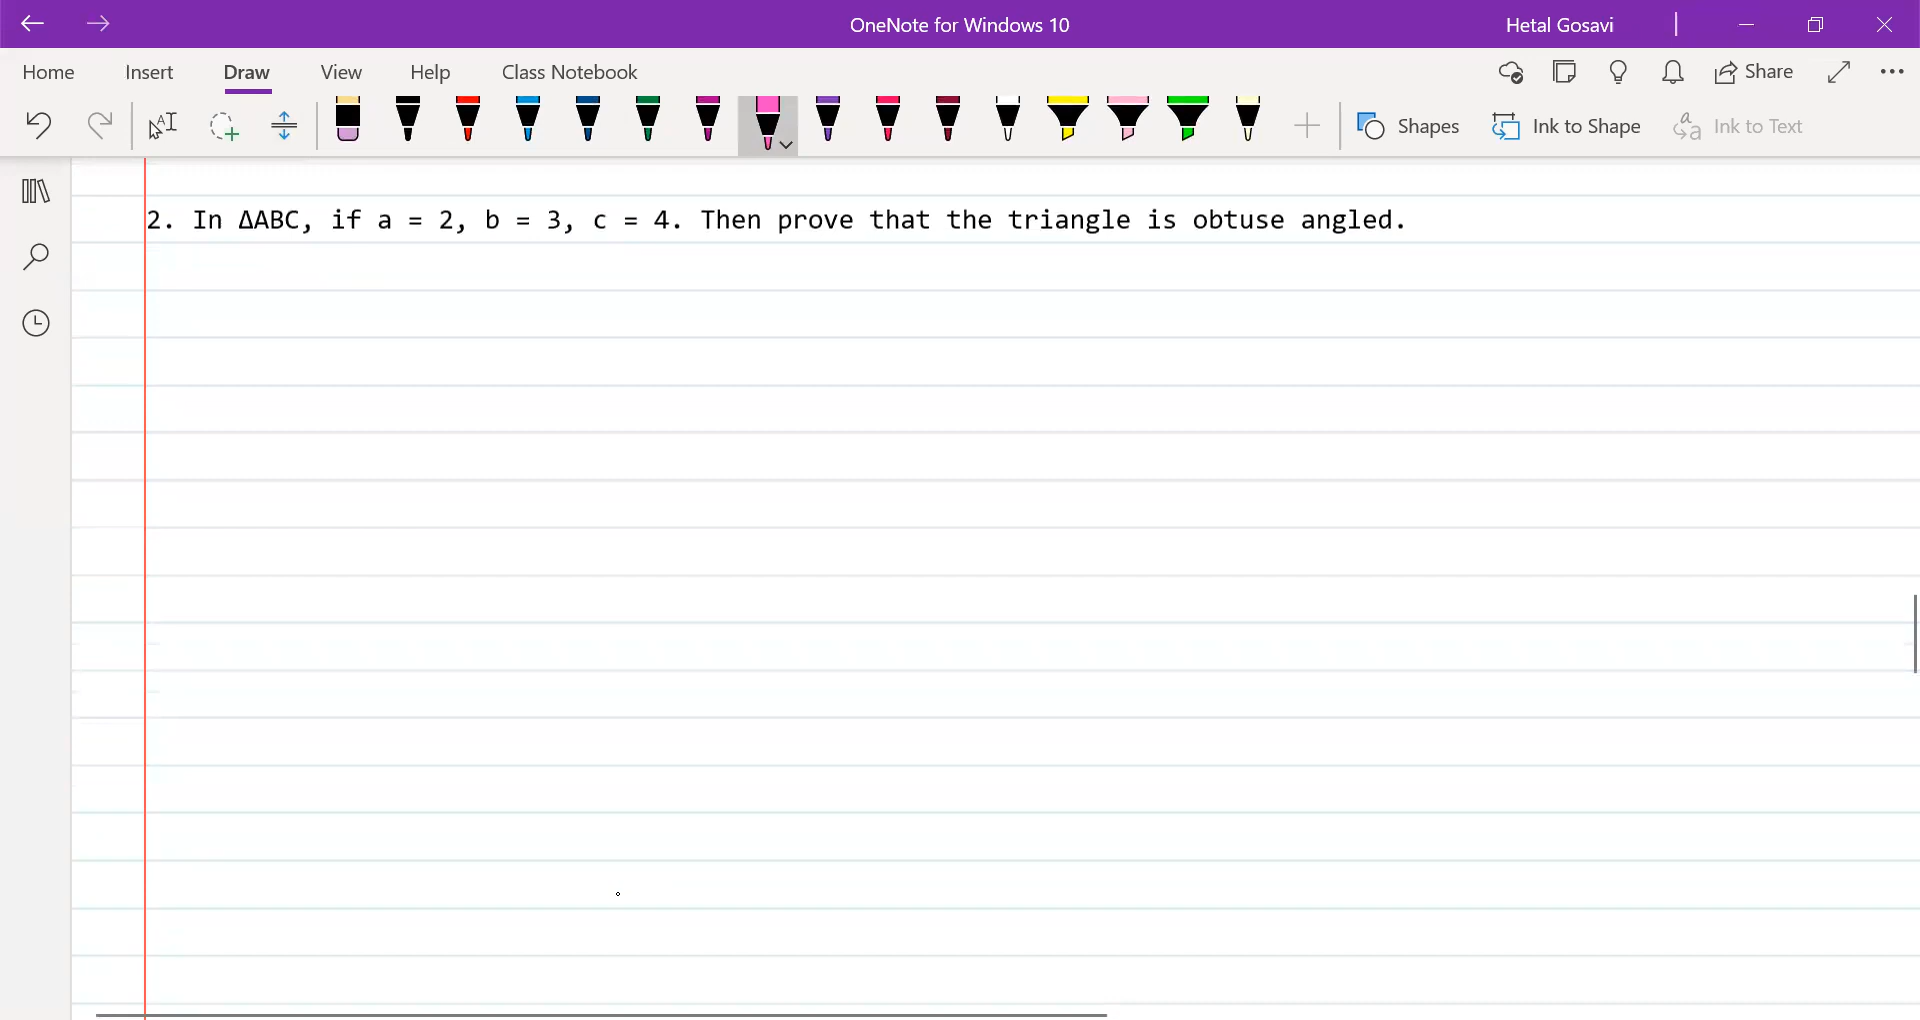 OneNote for Windows 10
Hetal Gosavi
Home Insert Draw View Help Class Notebook Share
Shapes Ink to Shape Ink to Text
2. In ΔABC, if a = 2, b = 3, c = 4. Then prove that the triangle is obtuse angled.